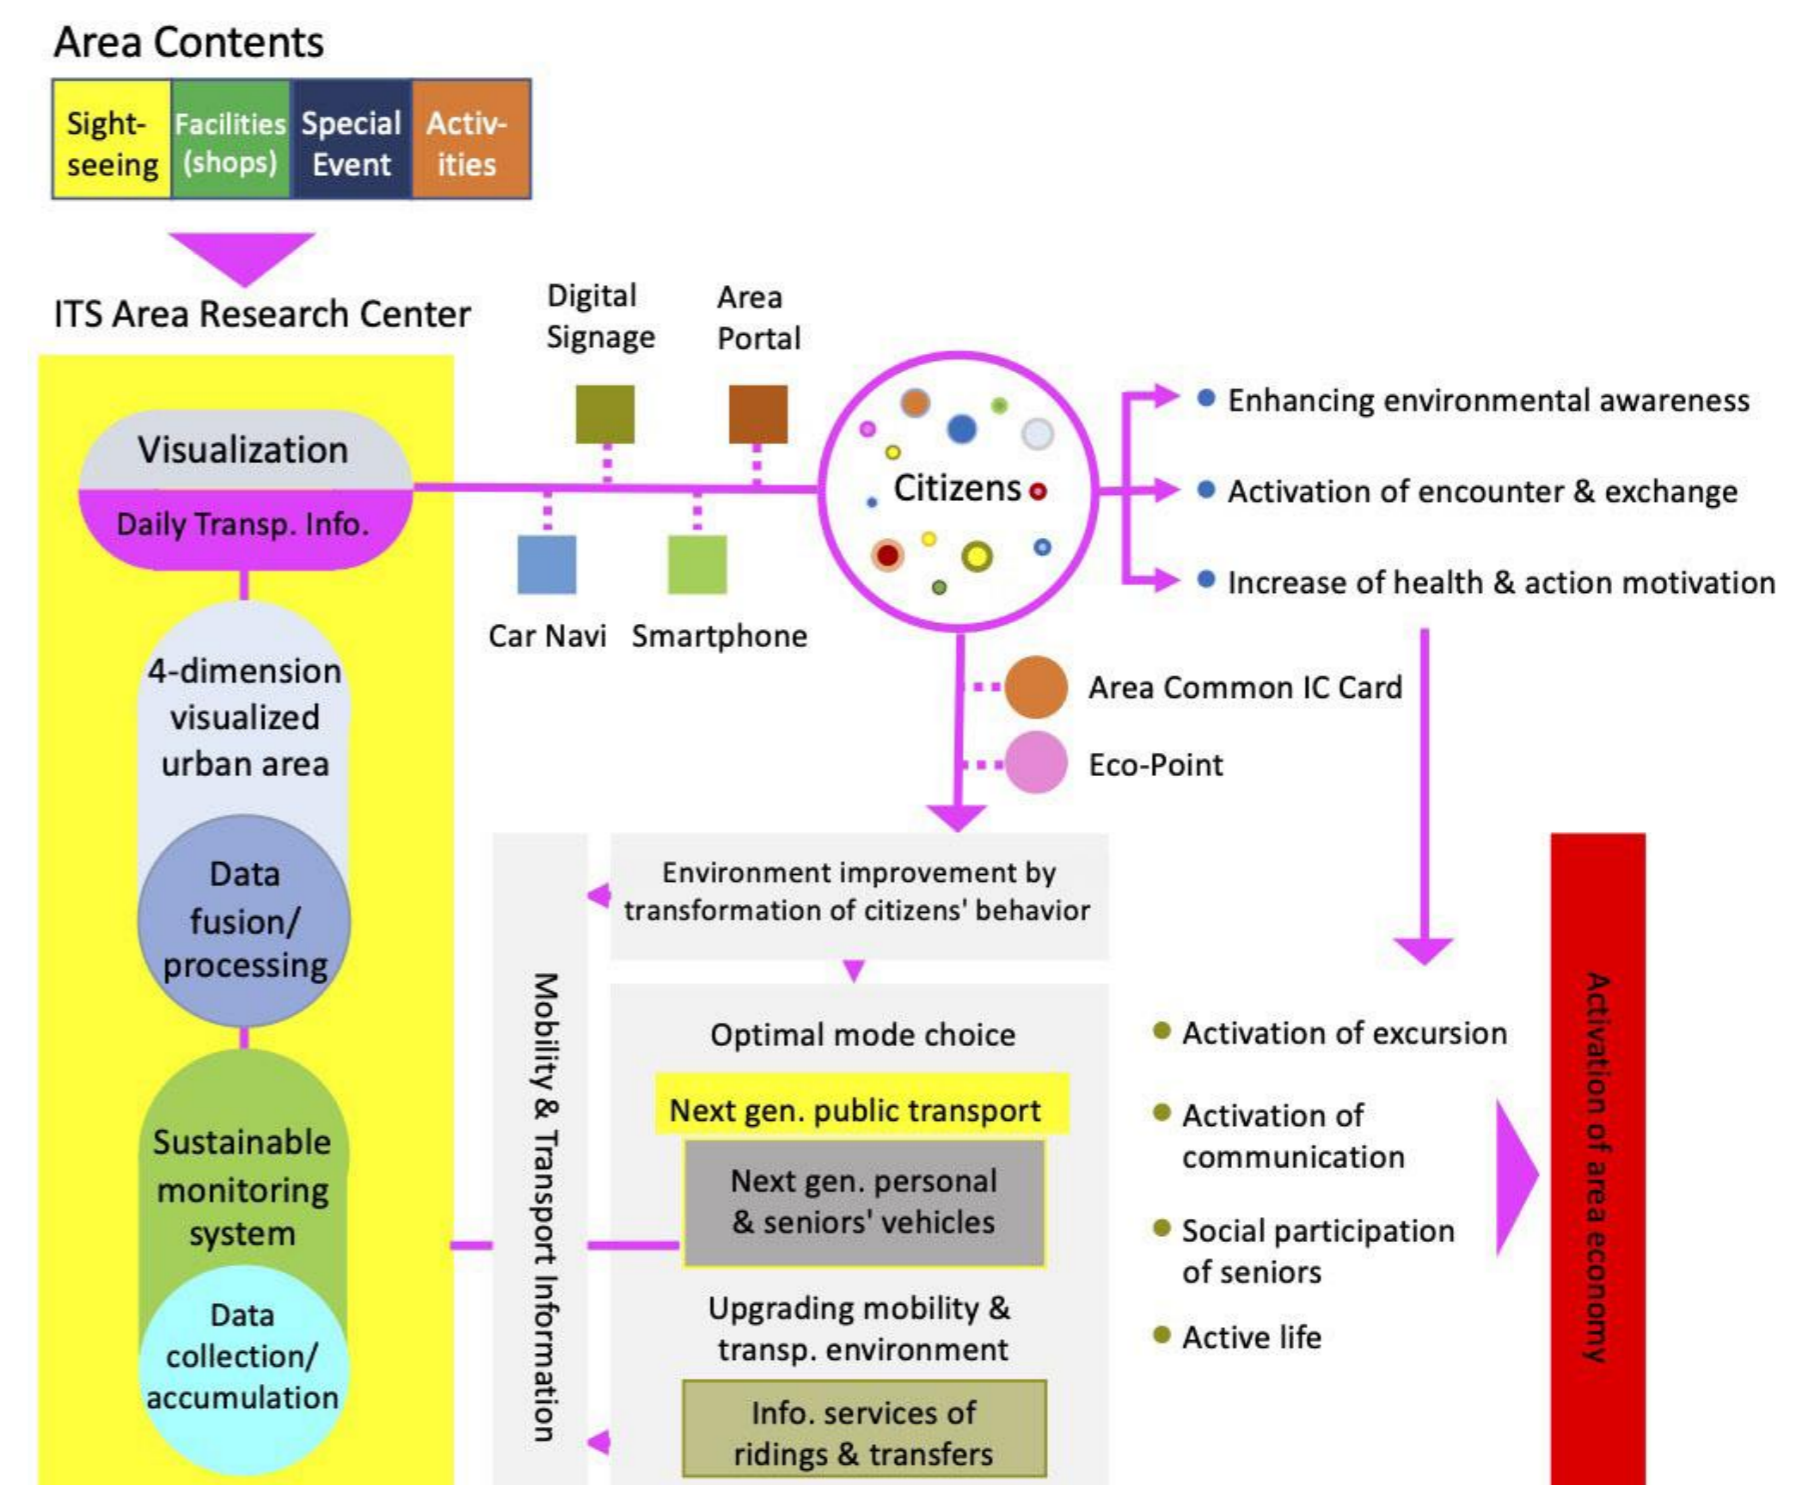 Area Contents
Sight-
seeing
Facilities
(shops)
Special
Event
Activ-
ities
ITS Area Research Center
Visualization
Daily Transp. Info.
4-dimension
visualized
urban area
Data
fusion/
processing
Sustainable
monitoring
system
Data
collection/
accumulation
Digital
Signage
Area
Portal
Car Navi
Smartphone
Citizens
Enhancing environmental awareness
Activation of encounter & exchange
Increase of health & action motivation
Area Common IC Card
Eco-Point
Mobility & Transport Information
Environment improvement by
transformation of citizens' behavior
Optimal mode choice
Next gen. public transport
Next gen. personal
& seniors' vehicles
Upgrading mobility &
transp. environment
Info. services of
ridings & transfers
Activation of excursion
Activation of
communication
Social participation
of seniors
Active life
Activation of area economy